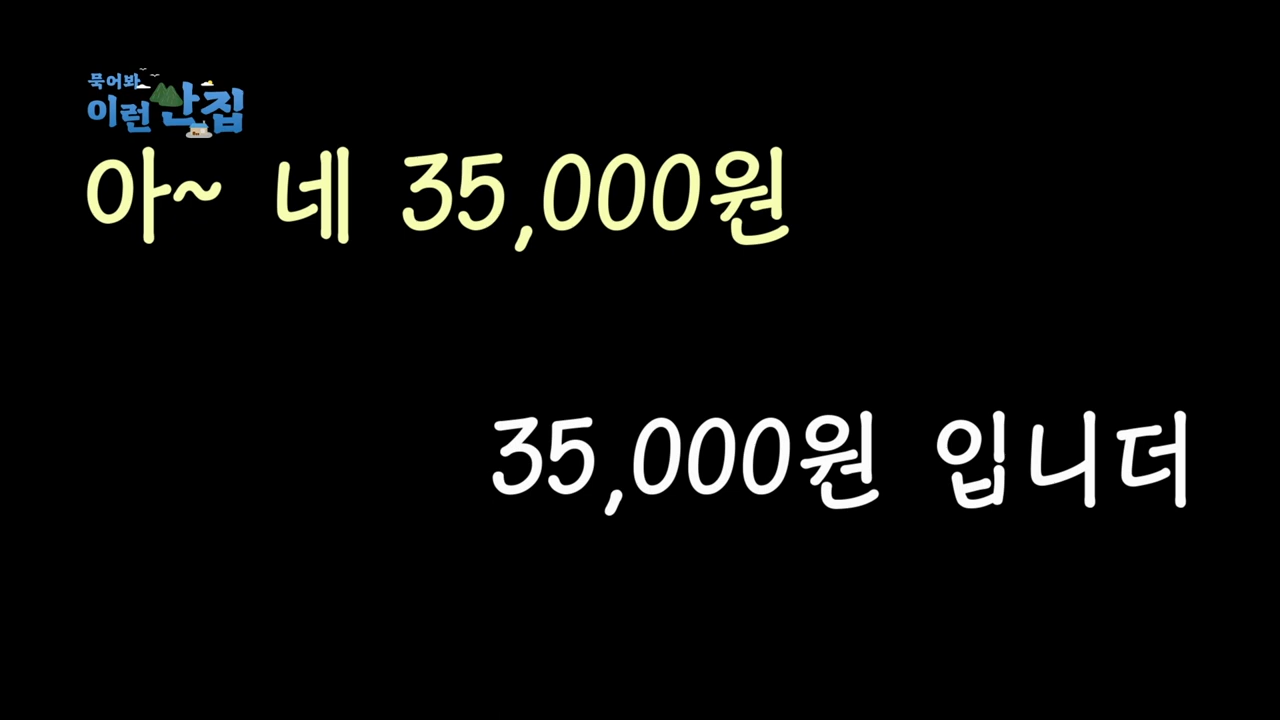 묵어봐
이런 산집
아~ 네 35,000원
35,000원 입니더